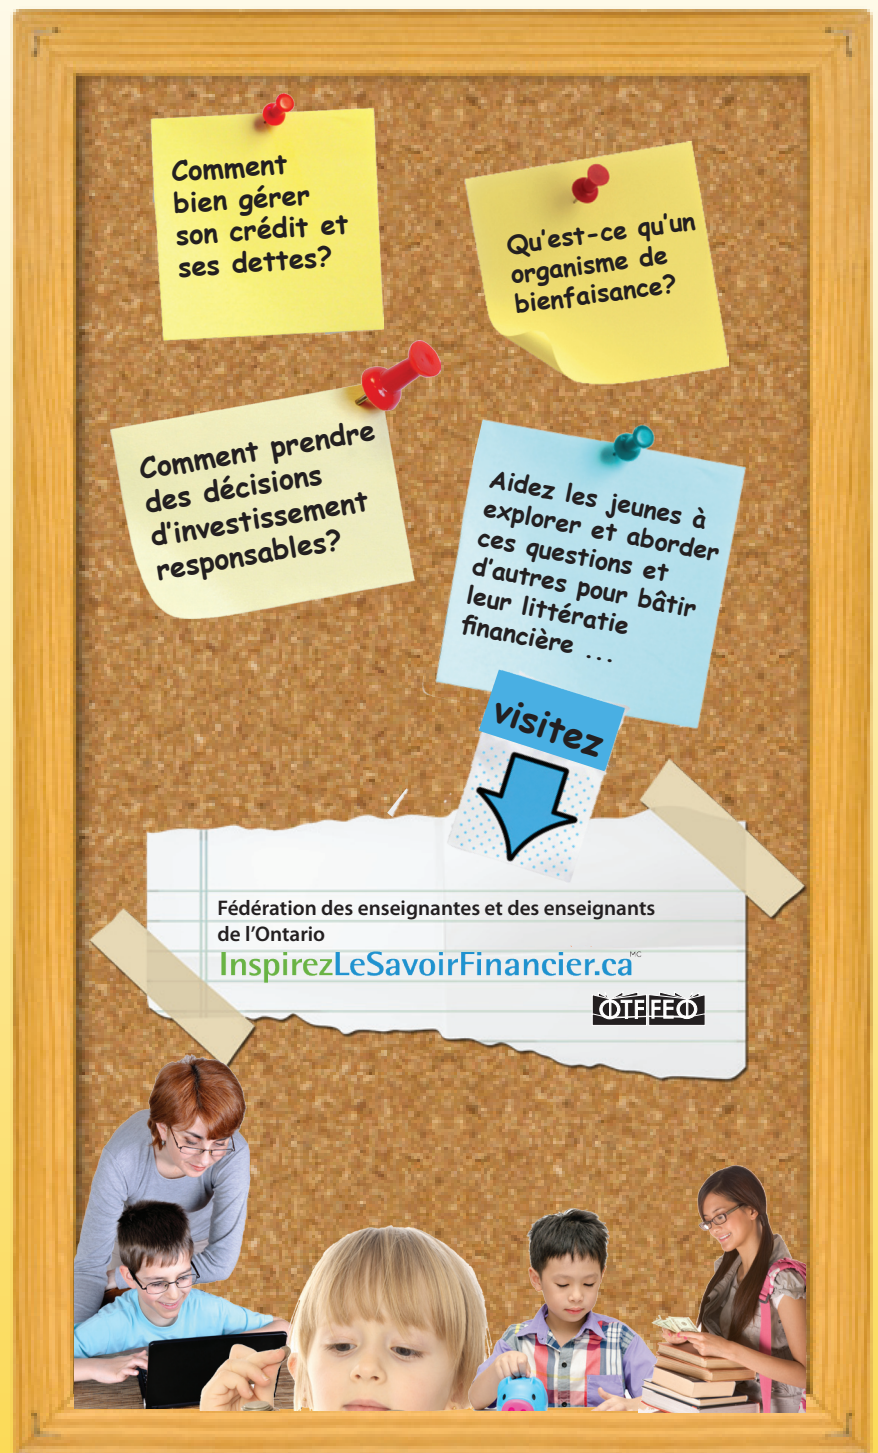 Comment
bien gérer
son crédit et
ses dettes?
Qu'est-ce qu'un
organisme de
bienfaisance?
Comment prendre
des décisions
d'investissement
responsables?
Aidez les jeunes à
explorer et aborder
ces questions et
d'autres pour bâtir
leur littératie
financière ...
visitez
Fédération des enseignantes et des enseignants
de l'Ontario
InspirezLeSavoirFinancier.ca MC
OTF FEO